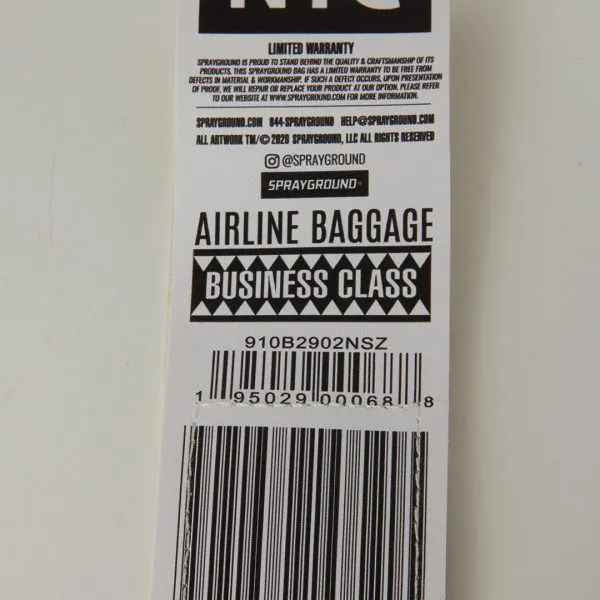 NYC
LIMITED WARRANTY
SPRAYGROUND IS PROUD TO STAND BEHIND THE QUALITY & CRAFTSMANSHIP OF ITS
PRODUCTS. THIS SPRAYGROUND BAG HAS A LIMITED WARRANTY TO BE FREE FROM
DEFECTS IN MATERIAL & WORKMANSHIP. IF SUCH A DEFECT OCCURS, UPON PRESENTATION
OF PROOF, WE WILL REPAIR OR REPLACE YOUR PRODUCT AT OUR OPTION. PLEASE REFER
TO OUR WEBSITE AT WWW.SPRAYGROUND.COM FOR MORE INFORMATION.
SPRAYGROUND.COM 844-SPRAYGROUND HELP@SPRAYGROUND.COM
ALL ARTWORK TM/© 2020 SPRAYGROUND, LLC ALL RIGHTS RESERVED
@SPRAYGROUND
SPRAYGROUND®
AIRLINE BAGGAGE
BUSINESS CLASS
910B2902NSZ
1 95029 00068 8